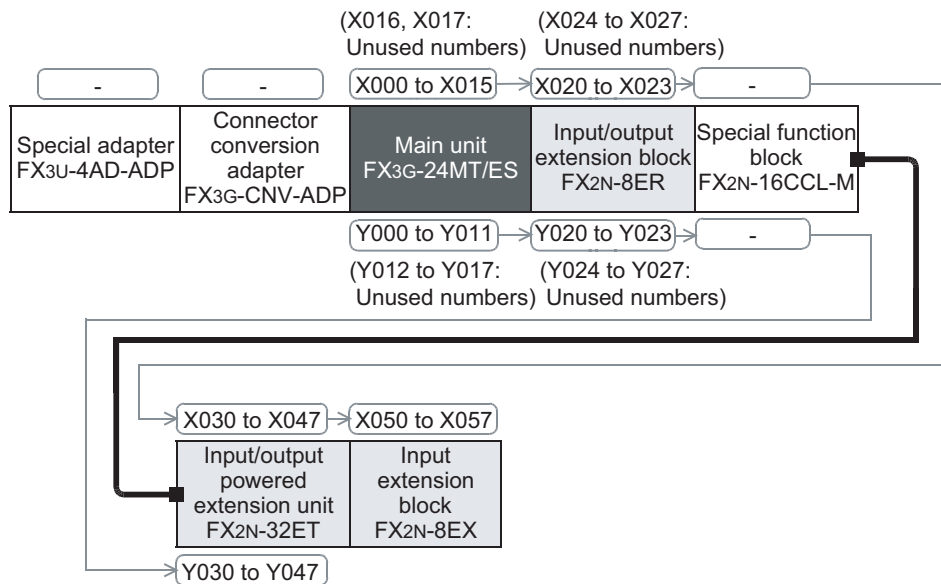 (X016, X017:
Unused numbers)
(X024 to X027:
Unused numbers)
-
-
X000 to X015
X020 to X023
-
Special adapter
FX3U-4AD-ADP
Connector
conversion
adapter
FX3G-CNV-ADP
Main unit
FX3G-24MT/ES
Input/output
extension block
FX2N-8ER
Special function
block
FX2N-16CCL-M
Y000 to Y011
Y020 to Y023
-
(Y012 to Y017:
Unused numbers)
(Y024 to Y027:
Unused numbers)
X030 to X047
X050 to X057
Input/output
powered
extension unit
FX2N-32ET
Input
extension
block
FX2N-8EX
Y030 to Y047